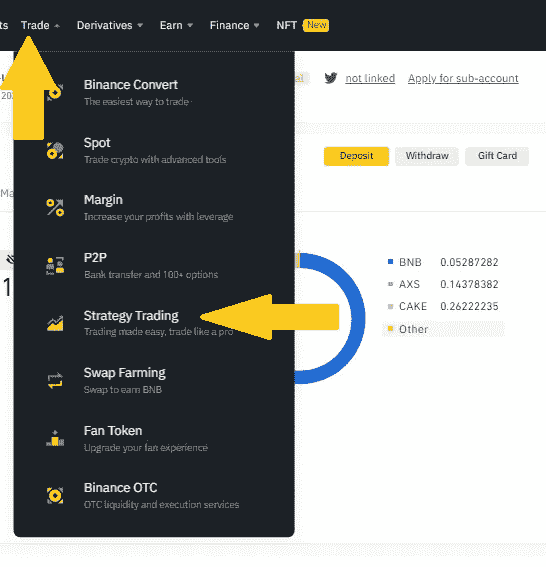 ts Trade Derivatives Earn Finance NFT New
Binance Convert
The easiest way to trade
not linked Apply for sub-account
Spot
Trade crypto with advanced tools
Deposit Withdraw Gift Card
Margin
Increase your profits with leverage
P2P
Bank transfer and 100+ options
BNB 0.05287282
AXS 0.14378382
CAKE 0.26222235
Other
Strategy Trading
Trading made easy, trade like a pro
Swap Farming
Swap to earn BNB
Fan Token
Upgrade your fan experience
Binance OTC
OTC liquidity and execution services